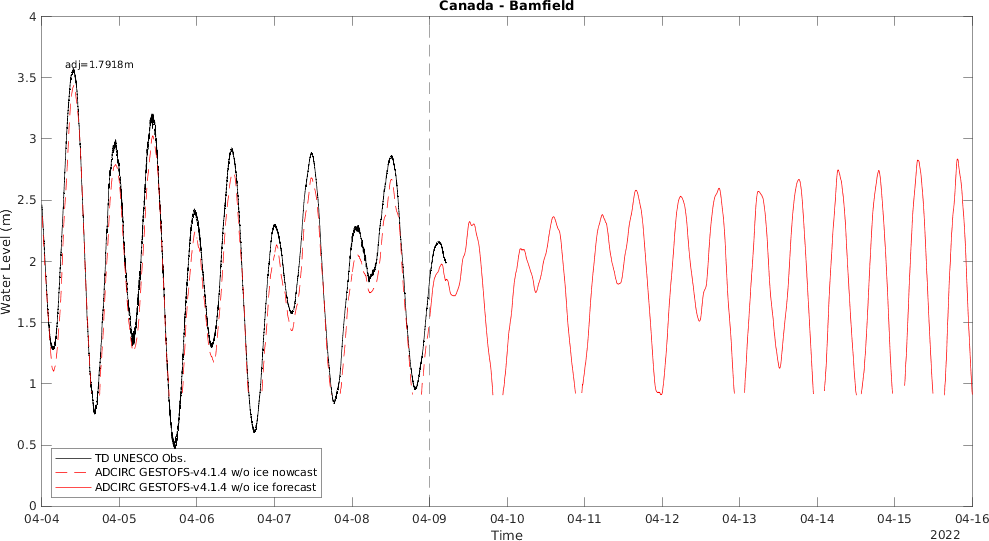 Canada - Bamfield
4
adj=1.7918m
3.5
3
2.5
2
1.5
1
0.5
0
Water Level (m)
TD UNESCO Obs.
ADCIRC GESTOFS-v4.1.4 w/o ice nowcast
ADCIRC GESTOFS-v4.1.4 w/o ice forecast
04-04 04-05 04-06 04-07 04-08 04-09 04-10 04-11 04-12 04-13 04-14 04-15 04-16
Time
2022